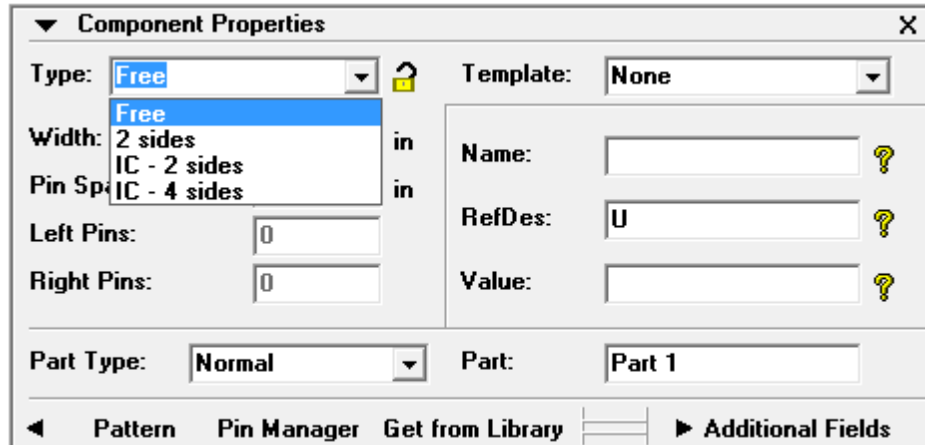 Component Properties X
Type: Free Template: None
Free
Width: 2 sides in Name:
IC - 2 sides
Pin Spa IC - 4 sides in RefDes: U
Left Pins: 0
Right Pins: 0 Value:
Part Type: Normal Part: Part 1
Pattern Pin Manager Get from Library Additional Fields